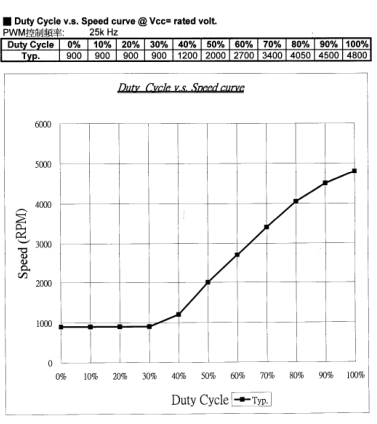 ■ Duty Cycle v.s. Speed curve @ Vcc= rated volt.
PWM控制頻率: 25k Hz
Duty Cycle 0% 10% 20% 30% 40% 50% 60% 70% 80% 90% 100%
Typ. 900 900 900 900 1200 2000 2700 3400 4050 4500 4800
Duty Cycle v.s. Speed curve
6000
5000
4000
3000
2000
1000
0
Speed (RPM)
0% 10% 20% 30% 40% 50% 60% 70% 80% 90% 100%
Duty Cycle Typ.